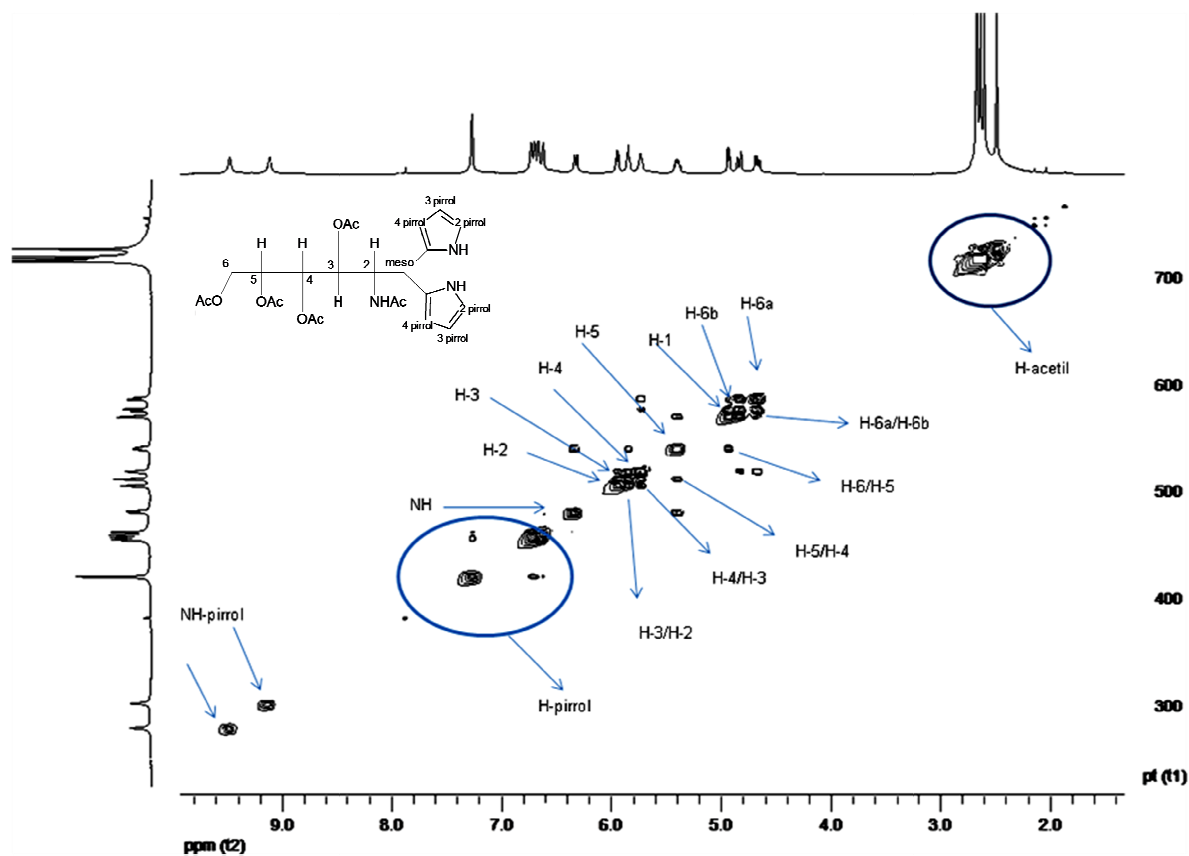 3 pirrol
4 pirrol
2 pirrol
NH
OAc
H
H
H
meso
6
5
4
3
2
NH
AcO
OAc
OAc
H
NHAc
2 pirrol
4 pirrol
3 pirrol
700
H-acetil
H-6a
H-6b
H-1
H-5
H-4
H-3
H-2
600
H-6a/H-6b
500
H-6/H-5
NH
H-5/H-4
H-4/H-3
400
H-3/H-2
NH-pirrol
H-pirrol
300
pt (t1)
9.0
8.0
7.0
6.0
5.0
4.0
3.0
2.0
ppm (t2)